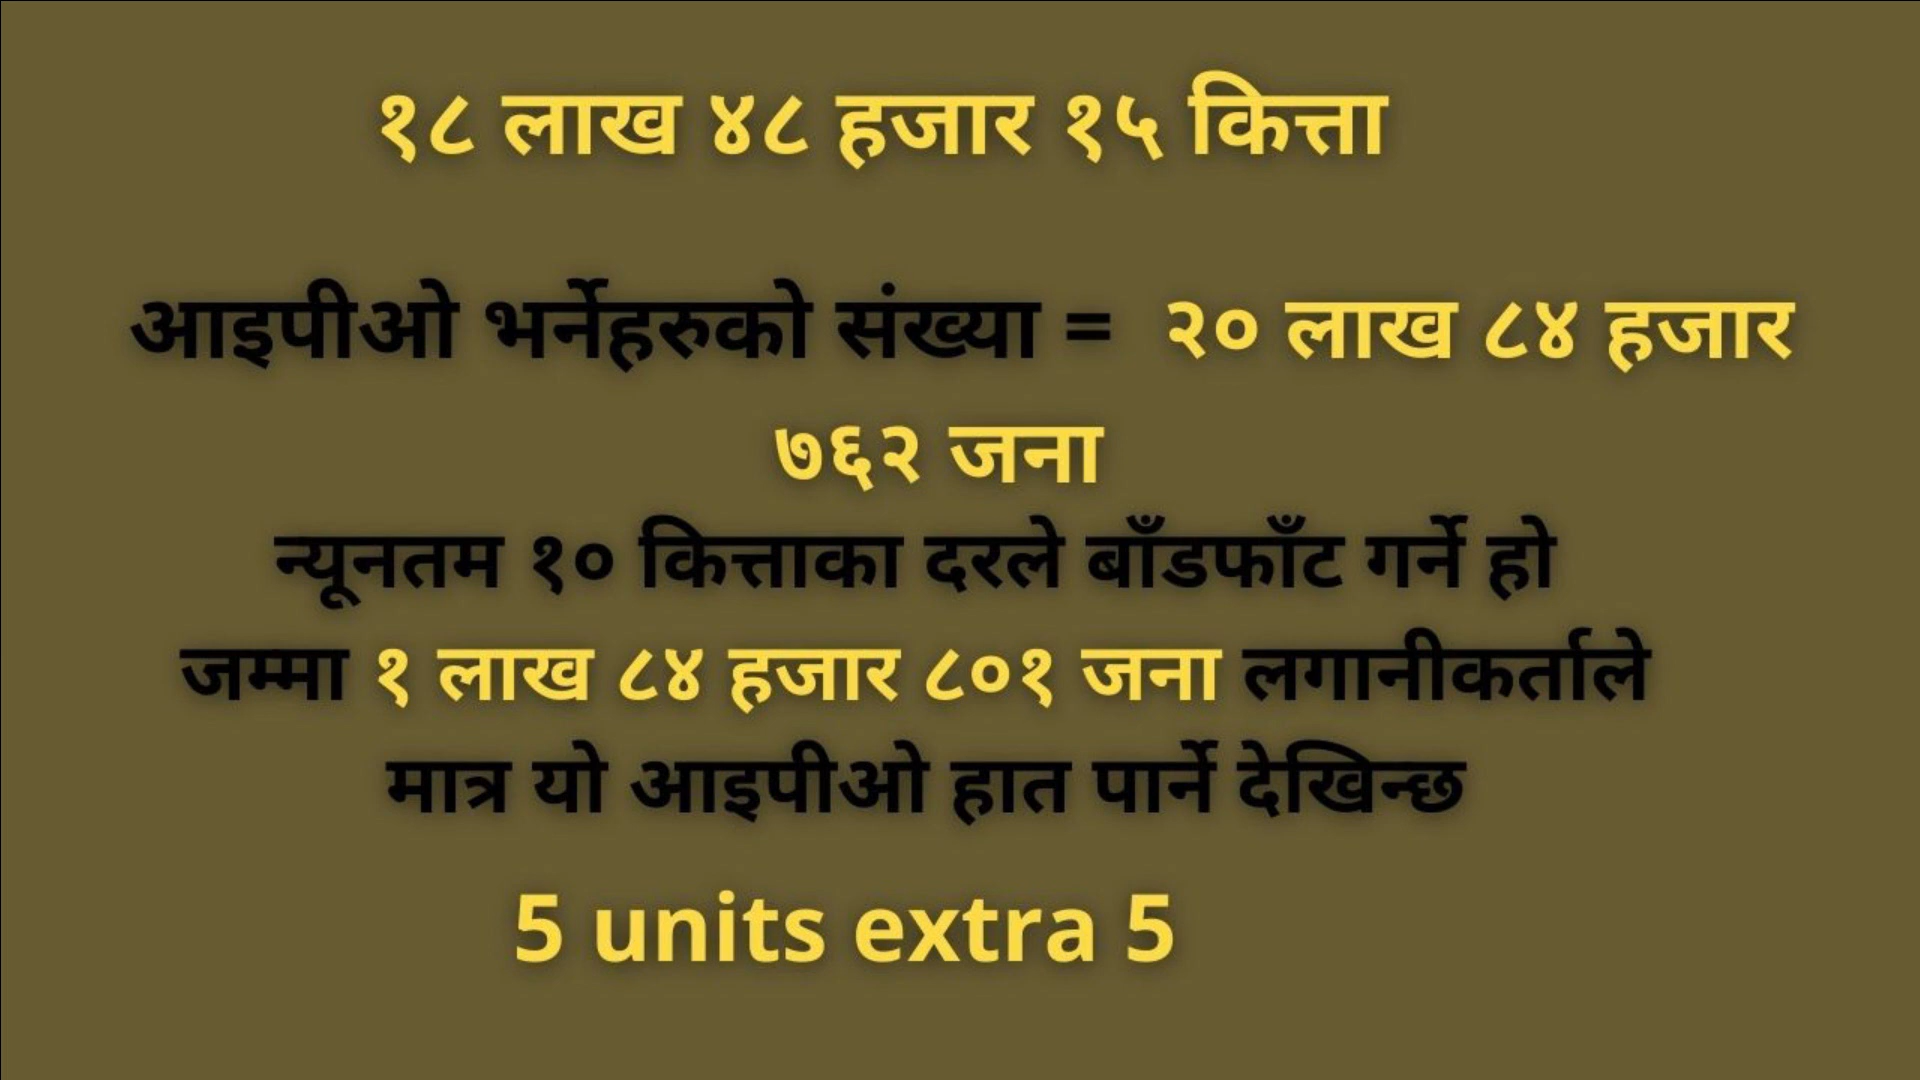 १८ लाख ४८ हजार १५ कित्ता
आइपीओ भर्नेहरुको संख्या = २० लाख ८४ हजार
७६२ जना
न्यूनतम १० कित्ताका दरले बाँडफाँट गर्ने हो
जम्मा १ लाख ८४ हजार ८०१ जना लगानीकर्ताले
मात्र यो आइपीओ हात पार्ने देखिन्छ
5 units extra 5